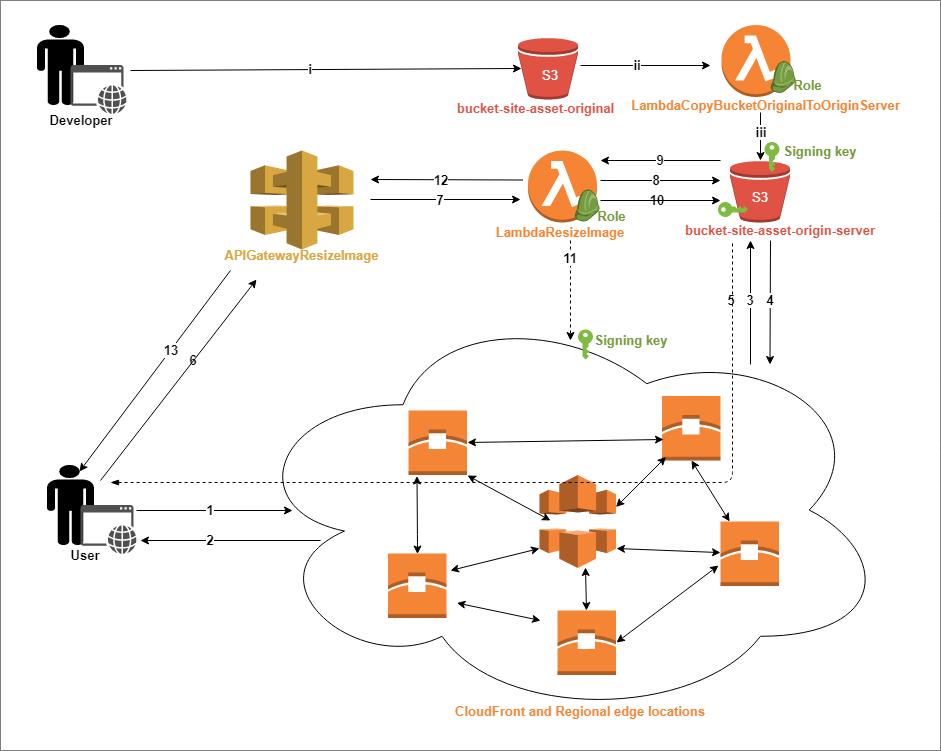 i
S3
ii
Role
Developer
bucket-site-asset-original
LambdaCopyBucketOriginalToOriginServer
iii
Signing key
9
12
8
S3
7
10
Role
LambdaResizeImage
bucket-site-asset-origin-server
APIGatewayResizeImage
11
5
3
4
Signing key
13
6
1
2
User
CloudFront and Regional edge locations